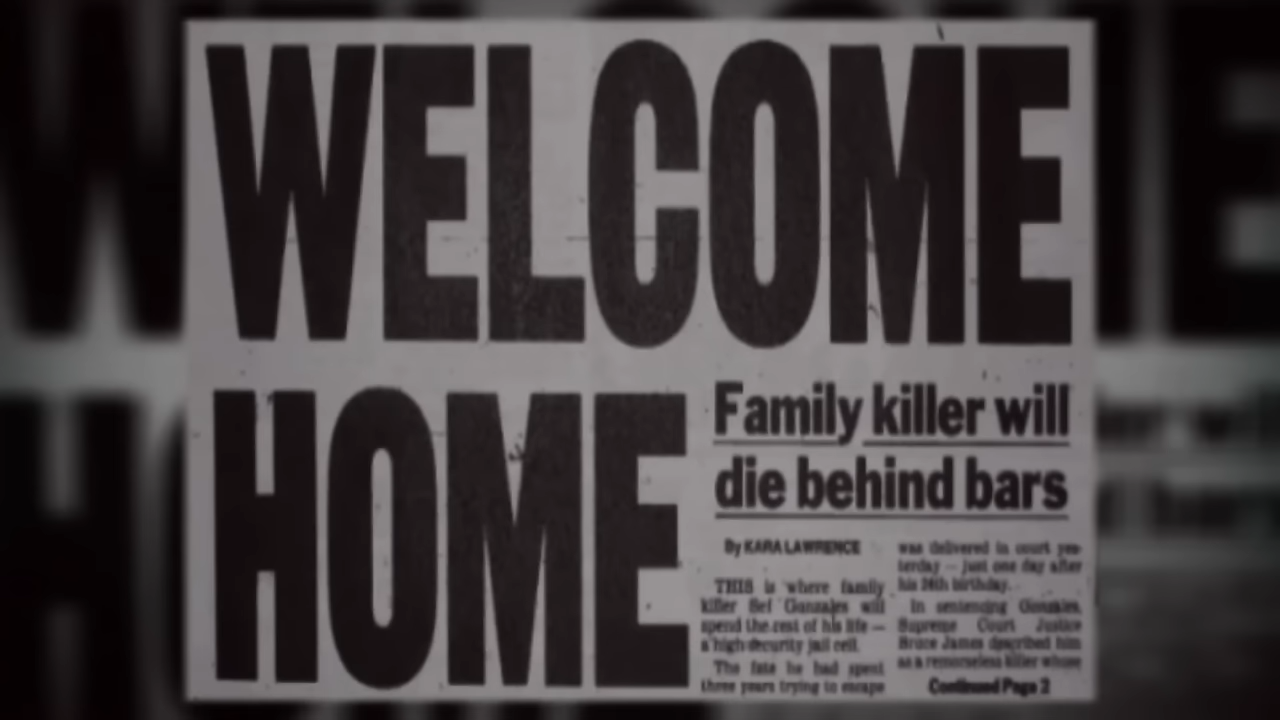 WELCOME
HOME
Family killer will
die behind bars
By KARA LAWRENCE
THIS is where family
killer Sef Gonzales will
spend the rest of his life —
a high-security jail cell.
The fate he had spent
three years trying to escape
was delivered in court yes-
terday — just one day after
his 24th birthday.
In sentencing Gonzales,
Supreme Court Justice
Bruce James described him
as a remorseless killer whose
Continued Page 2